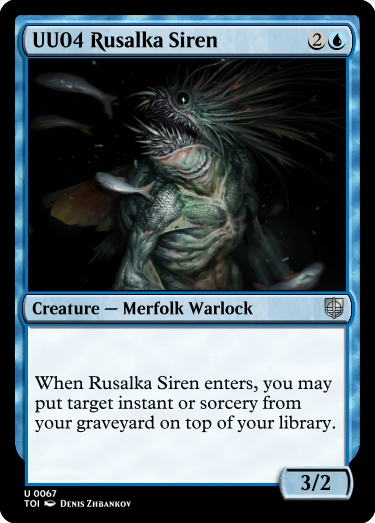 UU04 Rusalka Siren 2
Creature — Merfolk Warlock
When Rusalka Siren enters, you may
put target instant or sorcery from
your graveyard on top of your library.
3/2
U 0067
TOI DENIS ZHBANKOV